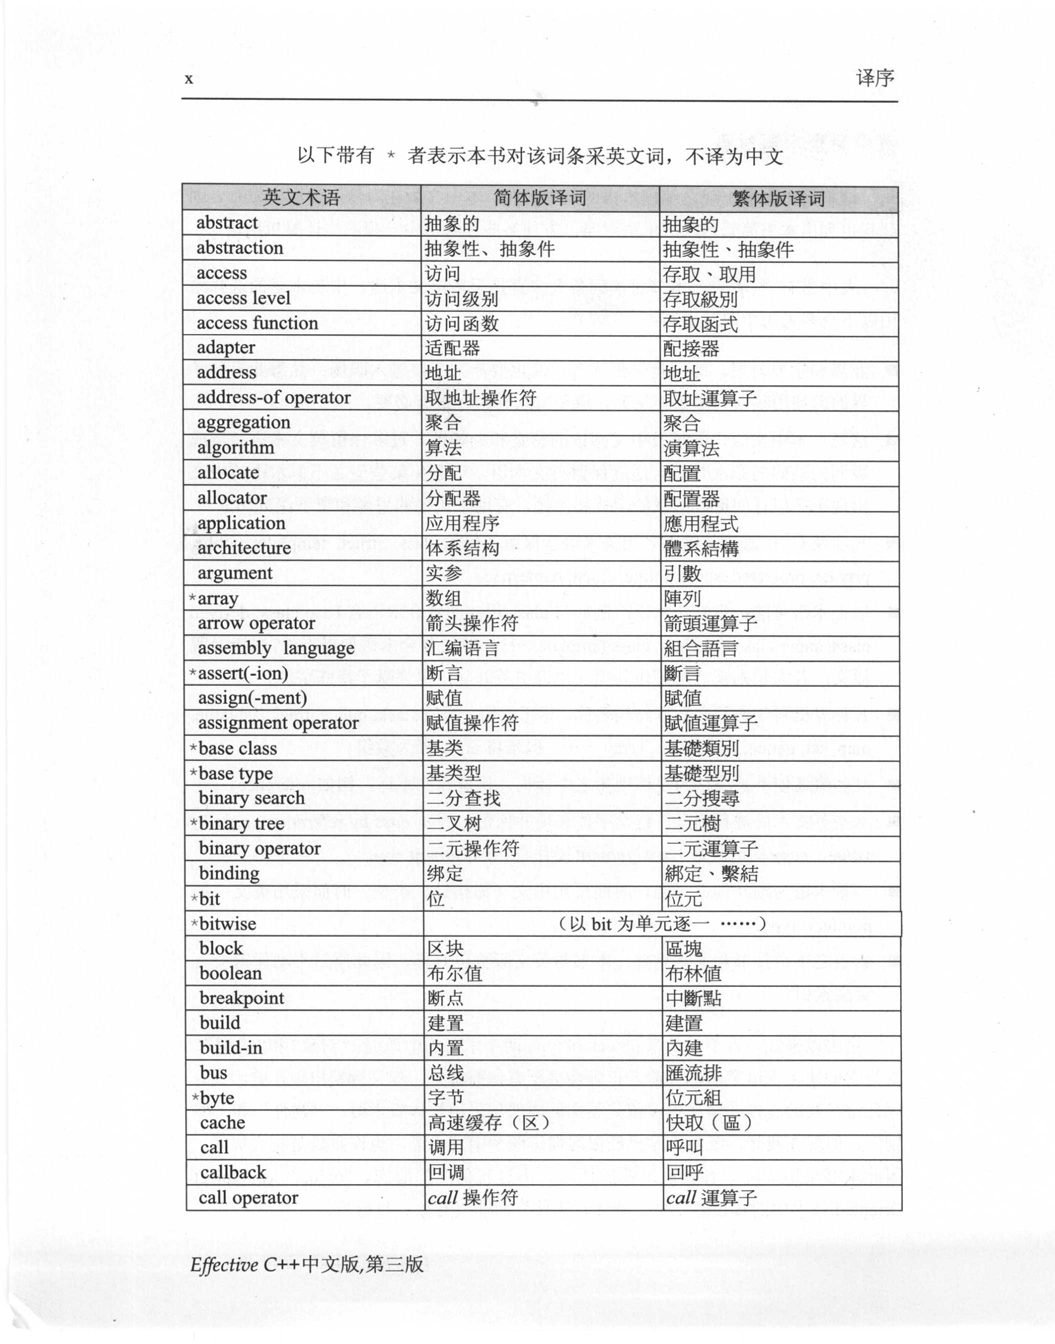 x 译序
以下带有 * 者表示本书对该词条采英文词，不译为中文
英文术语 简体版译词 繁体版译词
abstract 抽象的 抽象的
abstraction 抽象性、抽象件 抽象性、抽象件
access 访问 存取、取用
access level 访问级别 存取級別
access function 访问函数 存取函式
adapter 适配器 配接器
address 地址 地址
address-of operator 取地址操作符 取址運算子
aggregation 聚合 聚合
algorithm 算法 演算法
allocate 分配 配置
allocator 分配器 配置器
application 应用程序 應用程式
architecture 体系结构 體系結構
argument 实参 引數
*array 数组 陣列
arrow operator 箭头操作符 箭頭運算子
assembly language 汇编语言 組合語言
*assert(-ion) 断言 斷言
assign(-ment) 赋值 賦值
assignment operator 赋值操作符 賦值運算子
*base class 基类 基礎類別
*base type 基类型 基礎型別
binary search 二分查找 二分搜尋
*binary tree 二叉树 二元樹
binary operator 二元操作符 二元運算子
binding 绑定 綁定、繫結
*bit 位 位元
*bitwise （以 bit 为单元逐一 ……）
block 区块 區塊
boolean 布尔值 布林值
breakpoint 断点 中斷點
build 建置 建置
build-in 内置 內建
bus 总线 匯流排
*byte 字节 位元組
cache 高速缓存（区） 快取（區）
call 调用 呼叫
callback 回调 回呼
call operator call 操作符 call 運算子
Effective C++中文版,第三版